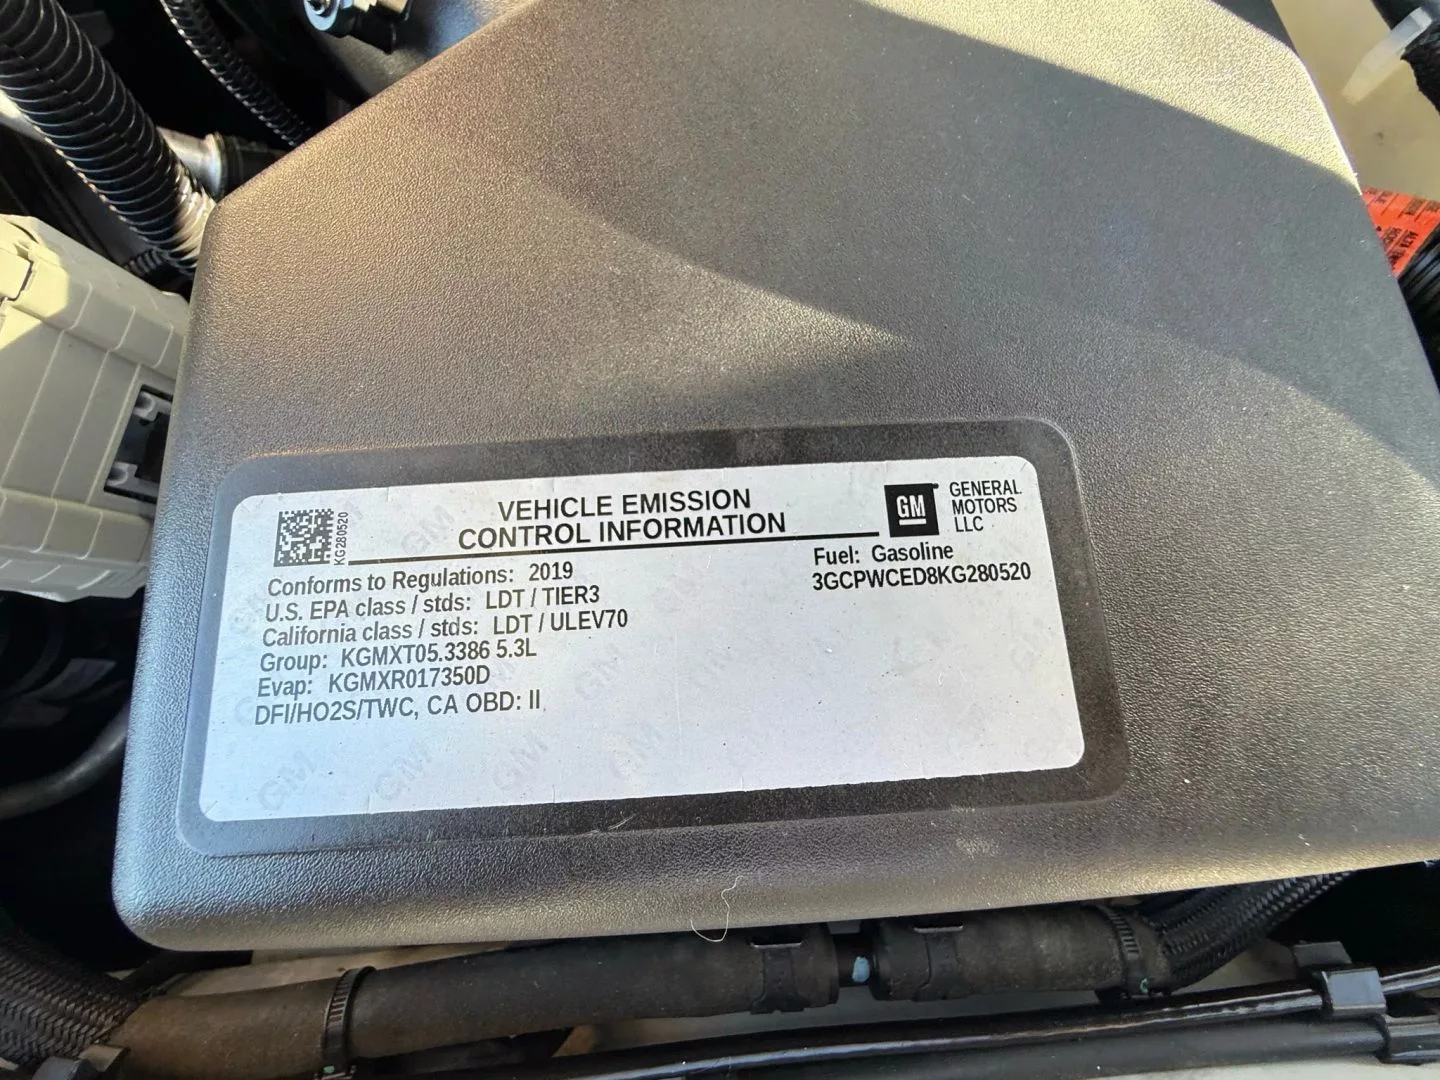 VEHICLE EMISSION
CONTROL INFORMATION
GM
GENERAL
MOTORS
LLC
KG280520
Conforms to Regulations: 2019
U.S. EPA class / stds: LDT / TIER3
California class / stds: LDT / ULEV70
Group: KGMXT05.3386 5.3L
Evap: KGMXR017350D
DFI/HO2S/TWC, CA OBD: II
Fuel: Gasoline
3GCPWCED8KG280520